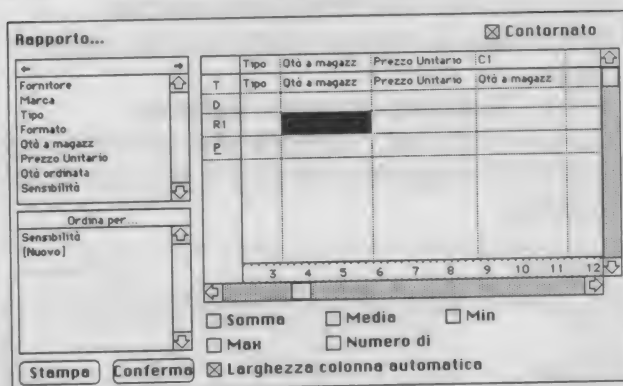 Rapporto...
Contornato
Fornitore
Marca
Tipo
Formato
Qtà a magazz
Prezzo Unitario
Qtà ordinata
Sensibilità
Ordina per...
Sensibilità
[Nuovo]
Stampa
Conferma
Tipo Qtà a magazz Prezzo Unitario C1
T Tipo Qtà a magazz Prezzo Unitario Qtà a magazz
D
R1
P
3 4 5 6 7 8 9 10 11 12
Somma Media Min
Max Numero di
Larghezza colonna automatica